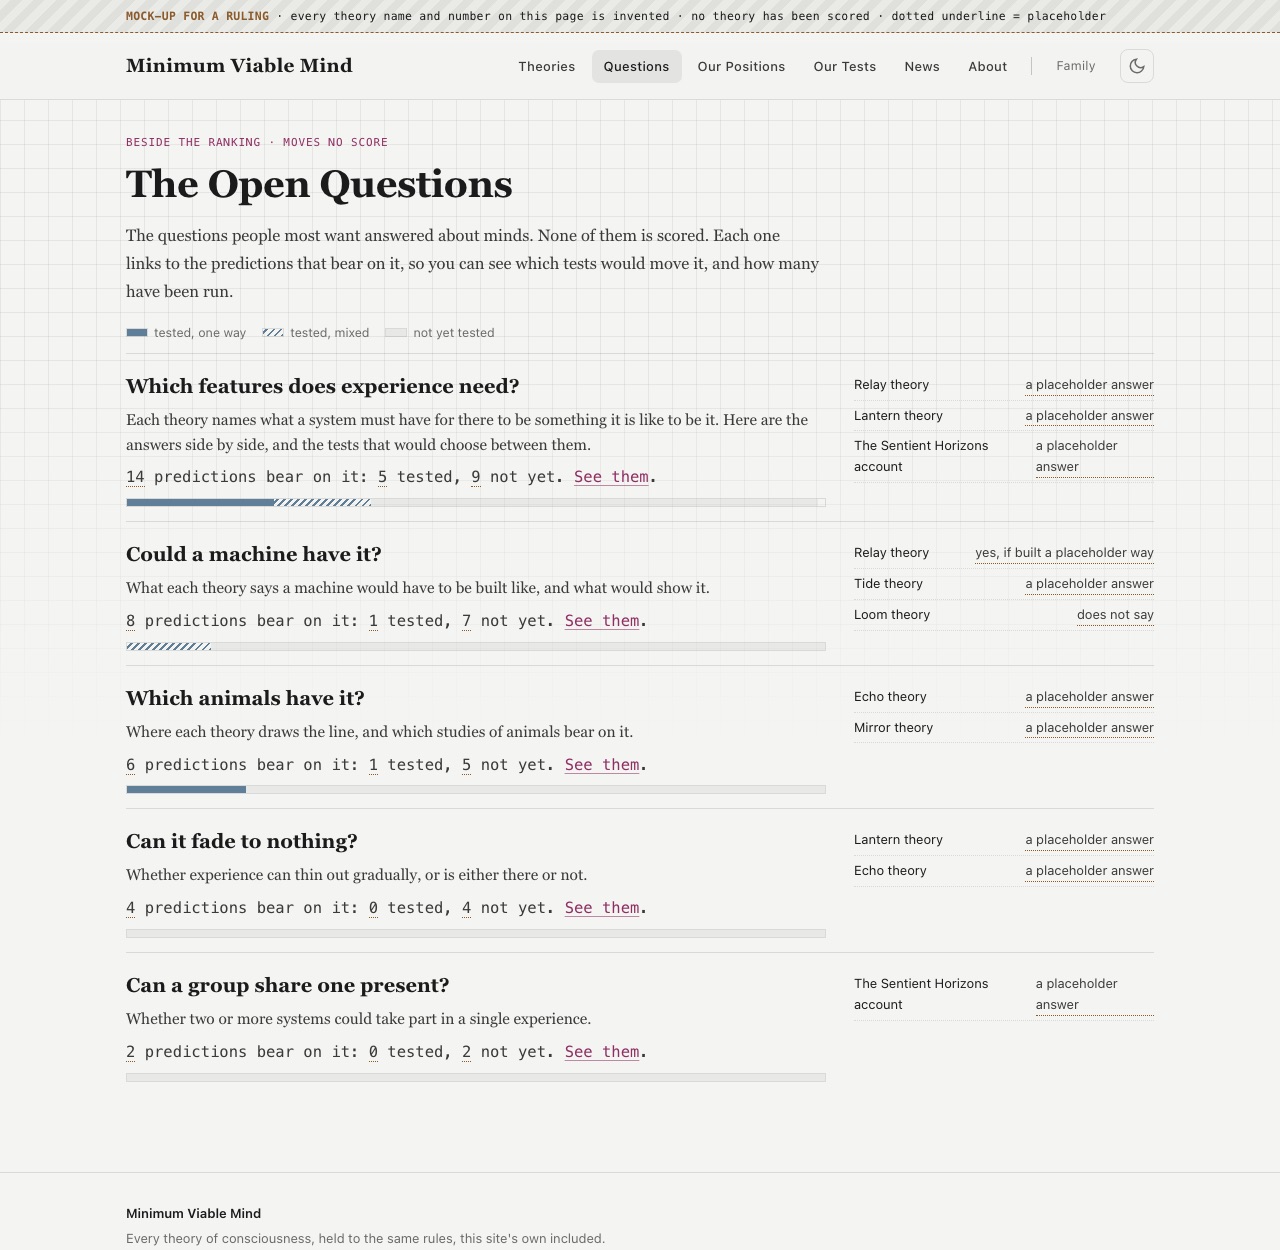 MOCK-UP FOR A RULING · every theory name and number on this page is invented · no theory has been scored · dotted underline = placeholder
Minimum Viable Mind
Theories
Questions
Our Positions
Our Tests
News
About
Family
BESIDE THE RANKING · MOVES NO SCORE
The Open Questions
The questions people most want answered about minds. None of them is scored. Each one
links to the predictions that bear on it, so you can see which tests would move it, and how many
have been run.
tested, one way
tested, mixed
not yet tested
Which features does experience need?
Each theory names what a system must have for there to be something it is like to be it. Here are the
answers side by side, and the tests that would choose between them.
14 predictions bear on it: 5 tested, 9 not yet. See them.
Relay theory a placeholder answer
Lantern theory a placeholder answer
The Sentient Horizons a placeholder
account answer
Could a machine have it?
What each theory says a machine would have to be built like, and what would show it.
8 predictions bear on it: 1 tested, 7 not yet. See them.
Relay theory yes, if built a placeholder way
Tide theory a placeholder answer
Loom theory does not say
Which animals have it?
Where each theory draws the line, and which studies of animals bear on it.
6 predictions bear on it: 1 tested, 5 not yet. See them.
Echo theory a placeholder answer
Mirror theory a placeholder answer
Can it fade to nothing?
Whether experience can thin out gradually, or is either there or not.
4 predictions bear on it: 0 tested, 4 not yet. See them.
Lantern theory a placeholder answer
Echo theory a placeholder answer
Can a group share one present?
Whether two or more systems could take part in a single experience.
2 predictions bear on it: 0 tested, 2 not yet. See them.
The Sentient Horizons a placeholder
account answer
Minimum Viable Mind
Every theory of consciousness, held to the same rules, this site's own included.